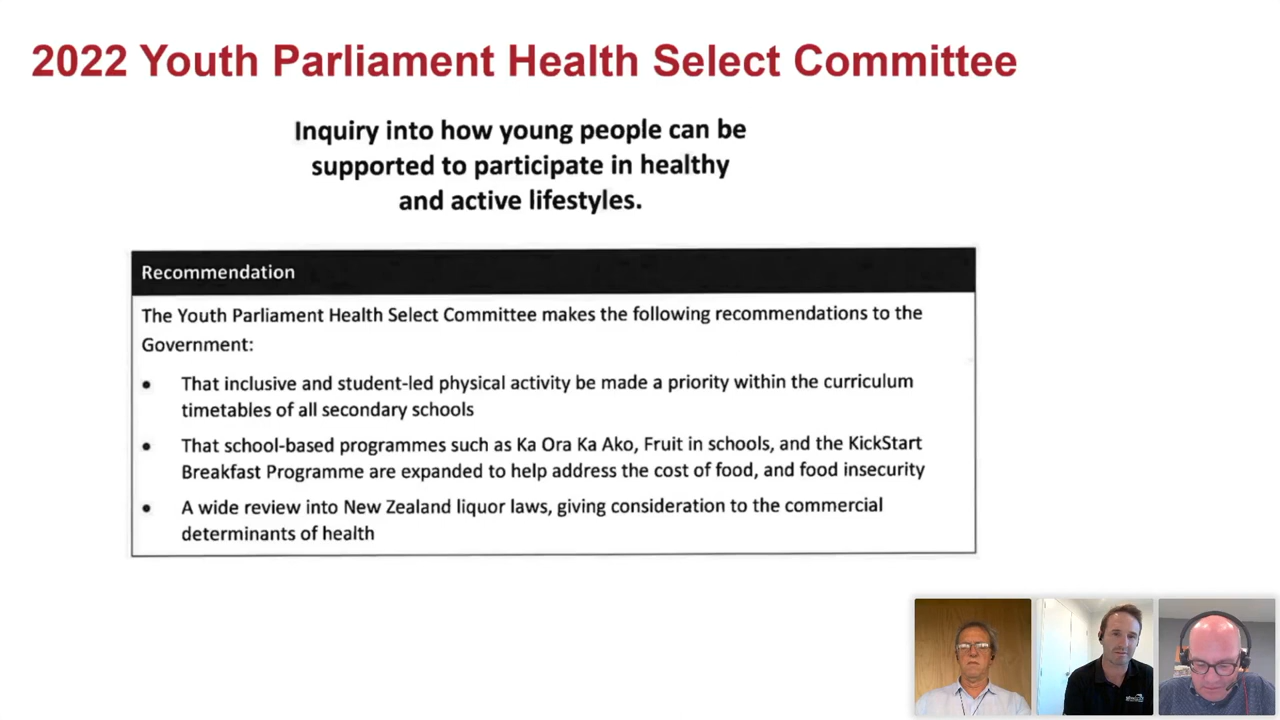 2022 Youth Parliament Health Select Committee
Inquiry into how young people can be
supported to participate in healthy
and active lifestyles.
Recommendation
The Youth Parliament Health Select Committee makes the following recommendations to the
Government:
• That inclusive and student-led physical activity be made a priority within the curriculum
timetables of all secondary schools
• That school-based programmes such as Ka Ora Ka Ako, Fruit in schools, and the KickStart
Breakfast Programme are expanded to help address the cost of food, and food insecurity
• A wide review into New Zealand liquor laws, giving consideration to the commercial
determinants of health